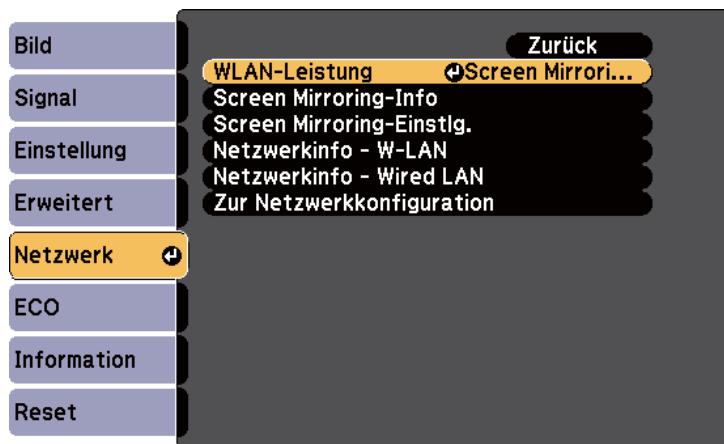 Bild
Signal
Einstellung
Erweitert
Netzwerk
ECO
Information
Reset
Zurück
WLAN-Leistung Screen Mirrori...
Screen Mirroring-Info
Screen Mirroring-Einstlg.
Netzwerkinfo - W-LAN
Netzwerkinfo - Wired LAN
Zur Netzwerkkonfiguration